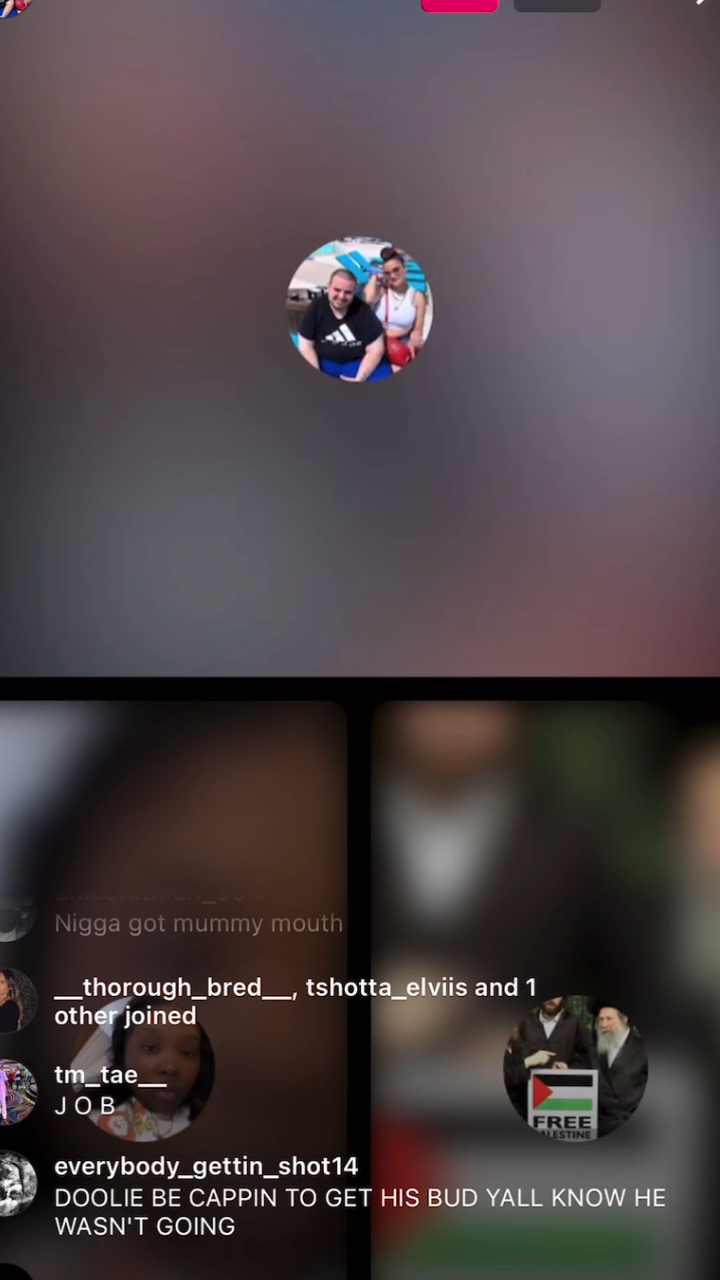 Nigga got mummy mouth
__thorough_bred__, tshotta_elviis and 1
other joined
tm_tae__
J O B
FREE
PALESTINE
everybody_gettin_shot14
DOOLIE BE CAPPIN TO GET HIS BUD YALL KNOW HE
WASN'T GOING